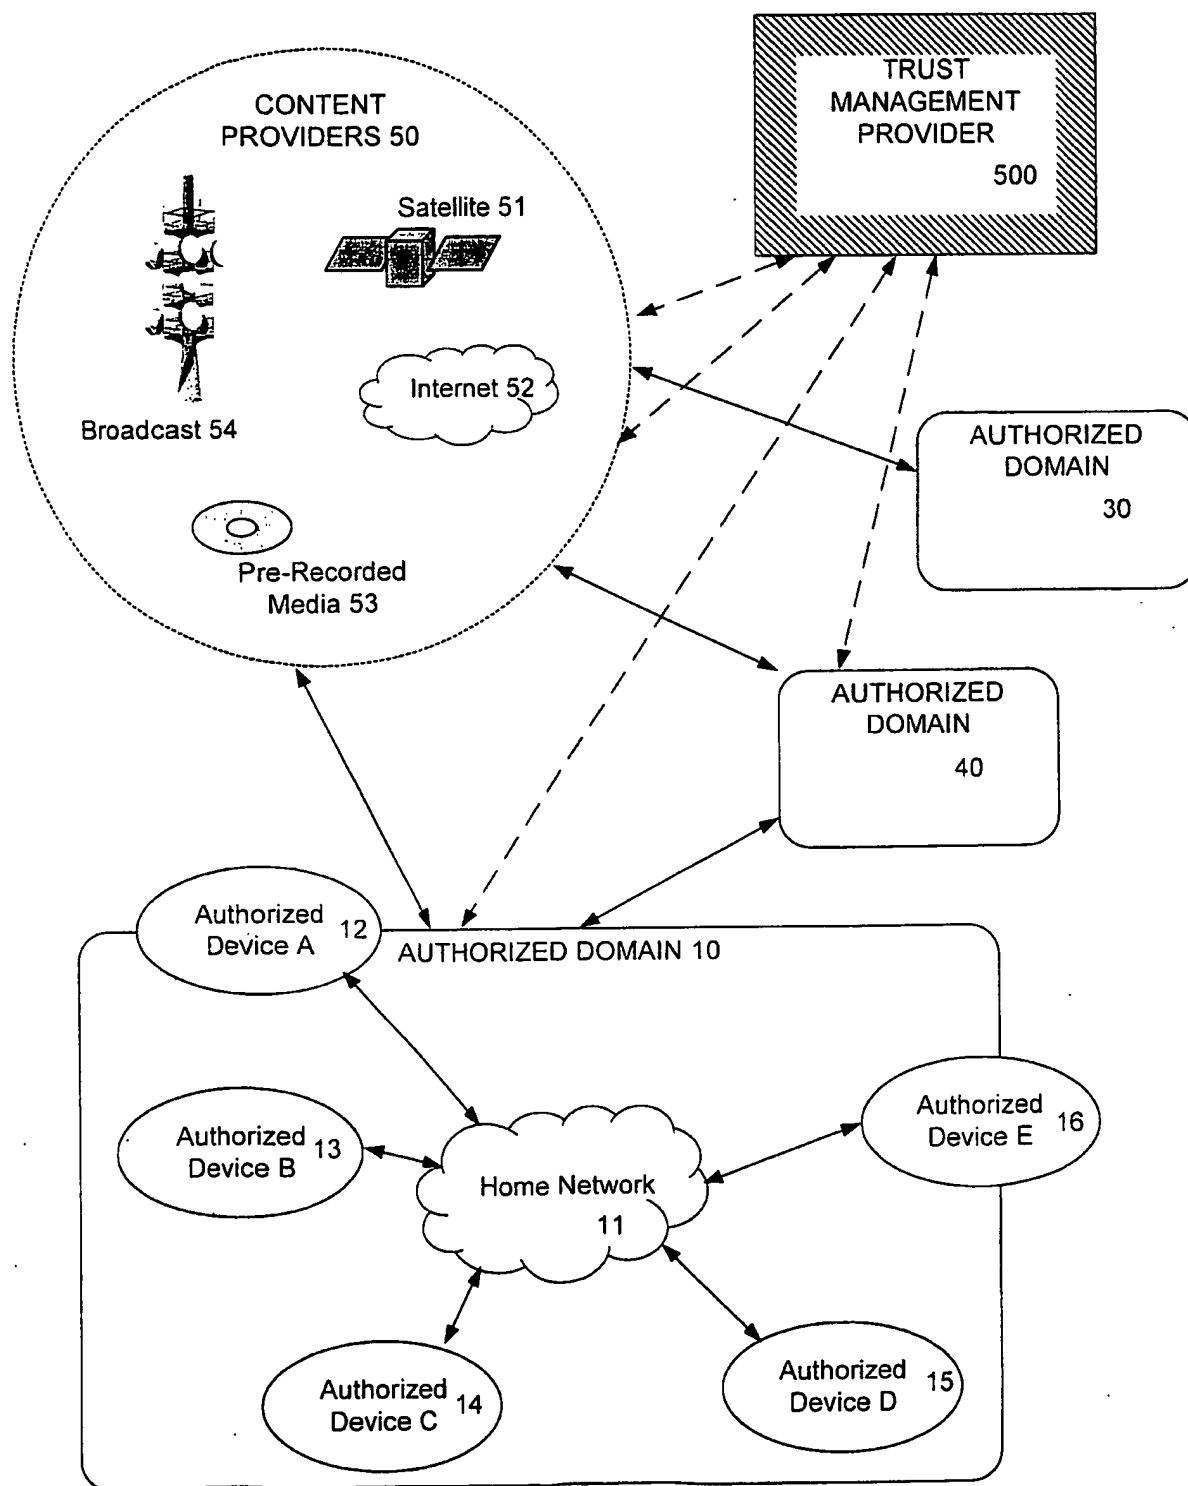 TRUST
MANAGEMENT
PROVIDER
500
CONTENT
PROVIDERS 50
Satellite 51
Internet 52
Broadcast 54
Pre-Recorded
Media 53
AUTHORIZED
DOMAIN
30
AUTHORIZED
DOMAIN
40
Authorized
Device A
12
AUTHORIZED DOMAIN 10
Authorized
Device B
13
Authorized
Device E
16
Home Network
11
Authorized
Device C
14
Authorized
Device D
15